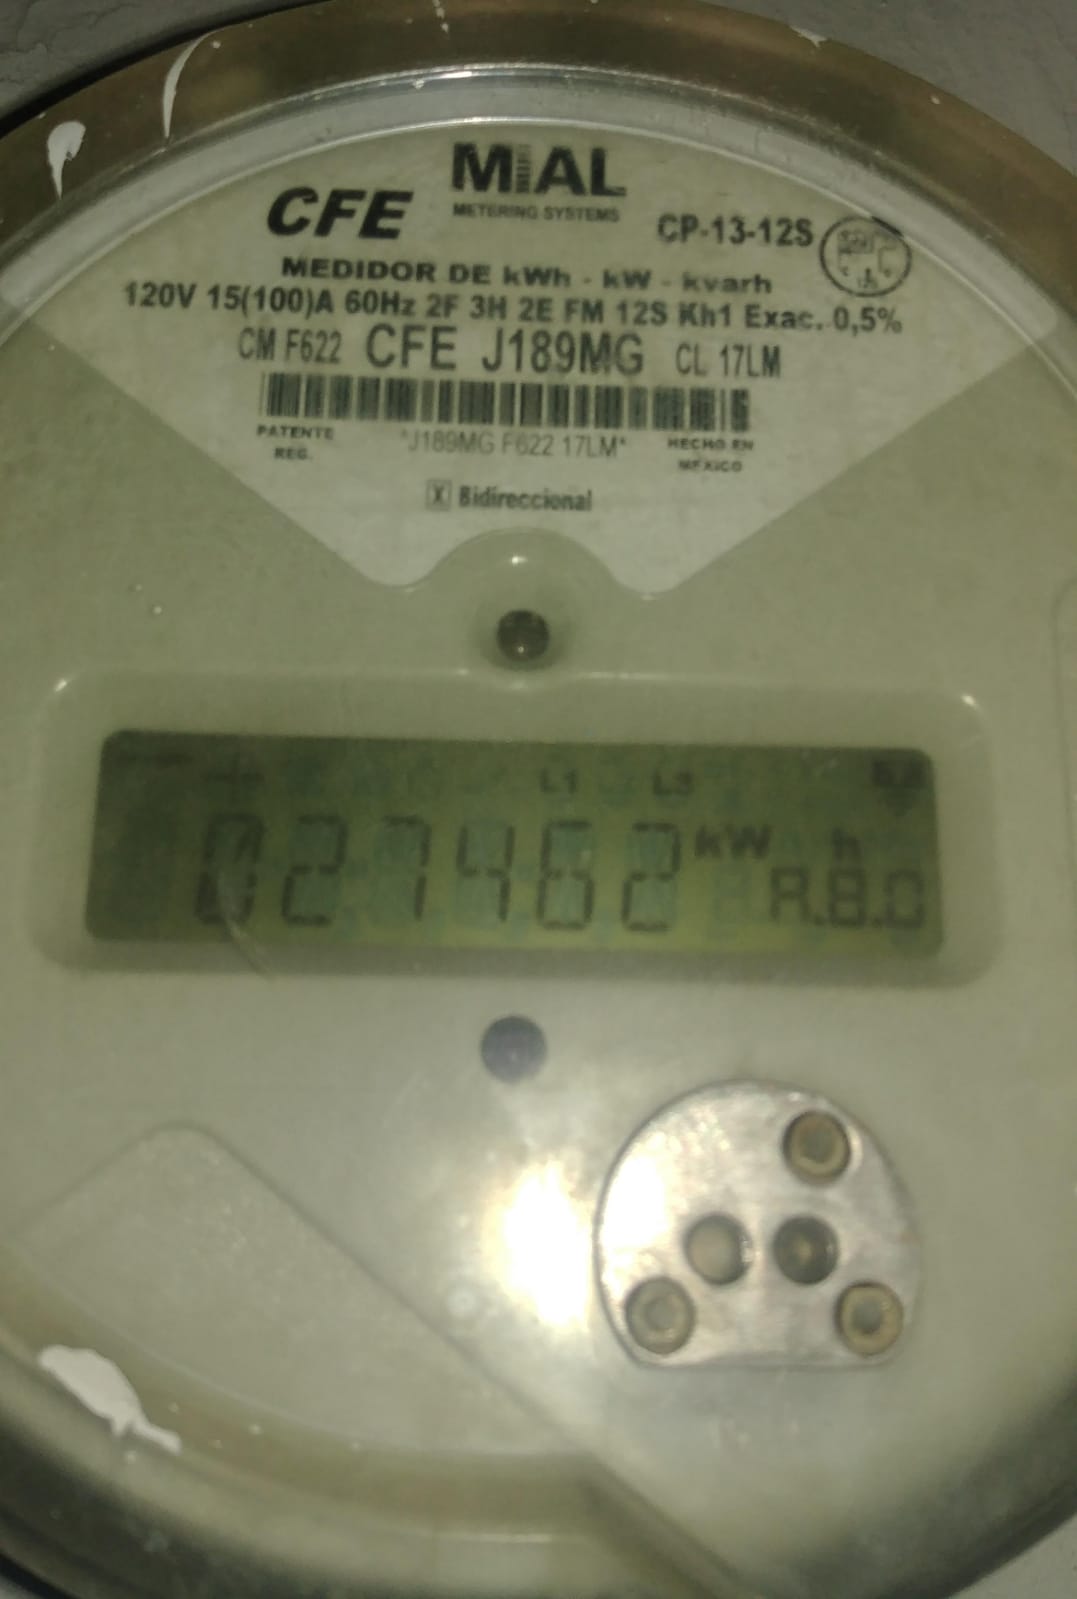 MIAL
CFE
METERING SYSTEMS
CP-13-12S
MEDIDOR DE kWh - kW - kvarh
120V 15(100)A 60Hz 2F 3H 2E FM 12S Kh1 Exac. 0,5%
CM F622 CFE J189MG CL 17LM
PATENTE REG.
*J189MG F622 17LM*
HECHO EN MÉXICO
X Bidireccional
L1 L3
027462 kW h
A.B.0